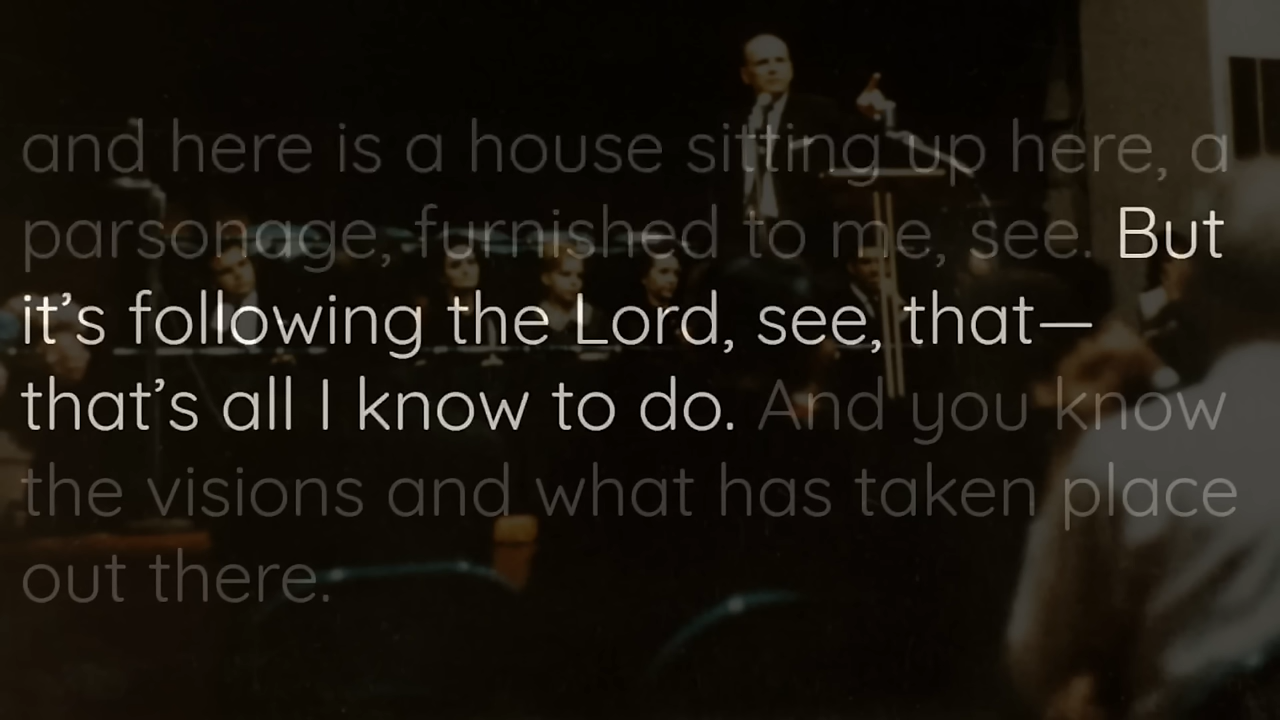 and here is a house sitting up here, a
parsonage, furnished to me, see. But
it’s following the Lord, see, that—
that’s all I know to do. And you know
the visions and what has taken place
out there.